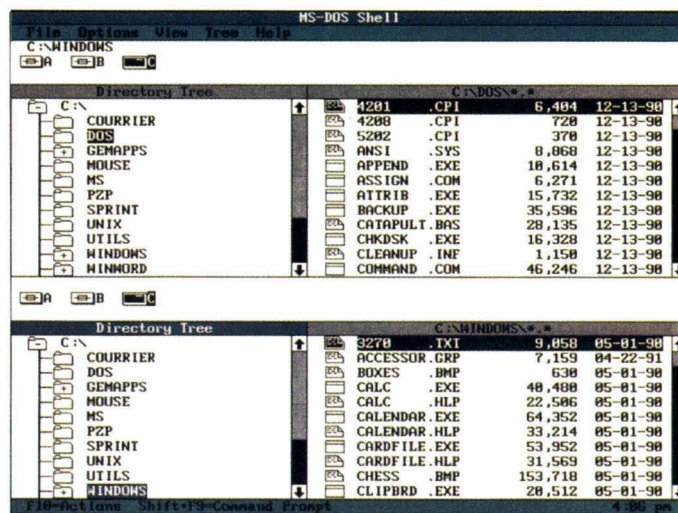 MS-DOS Shell
File Options View Tree Help
C:\WINDOWS
A B C
Directory Tree
C:\
COURRIER
DOS
GEMAPPS
MOUSE
MS
PZP
SPRINT
UNIX
UTILS
WINDOWS
WINWORD
C:\DOS\*.*
4201 .CPI 6,404 12-13-90
4208 .CPI 720 12-13-90
5202 .CPI 370 12-13-90
ANSI .SYS 8,868 12-13-90
APPEND .EXE 10,614 12-13-90
ASSIGN .COM 6,271 12-13-90
ATTRIB .EXE 15,732 12-13-90
BACKUP .EXE 35,596 12-13-90
CATAPULT.BAS 28,135 12-13-90
CHKDSK .EXE 16,328 12-13-90
CLEANUP .INF 1,150 12-13-90
COMMAND .COM 46,246 12-13-90
A B C
Directory Tree
C:\
COURRIER
DOS
GEMAPPS
MOUSE
MS
PZP
SPRINT
UNIX
UTILS
WINDOWS
C:\WINDOWS\*.*
3270 .TXT 9,058 05-01-90
ACCESSOR.GRP 7,159 04-22-91
BOXES .BMP 630 05-01-90
CALC .EXE 40,480 05-01-90
CALC .HLP 22,506 05-01-90
CALENDAR.EXE 64,352 05-01-90
CALENDAR.HLP 33,214 05-01-90
CARDFILE.EXE 53,952 05-01-90
CARDFILE.HLP 31,569 05-01-90
CHESS .BMP 153,718 05-01-90
CLIPBRD .EXE 20,512 05-01-90
F10=Actions Shift+F9=Command Prompt 4:06 pm